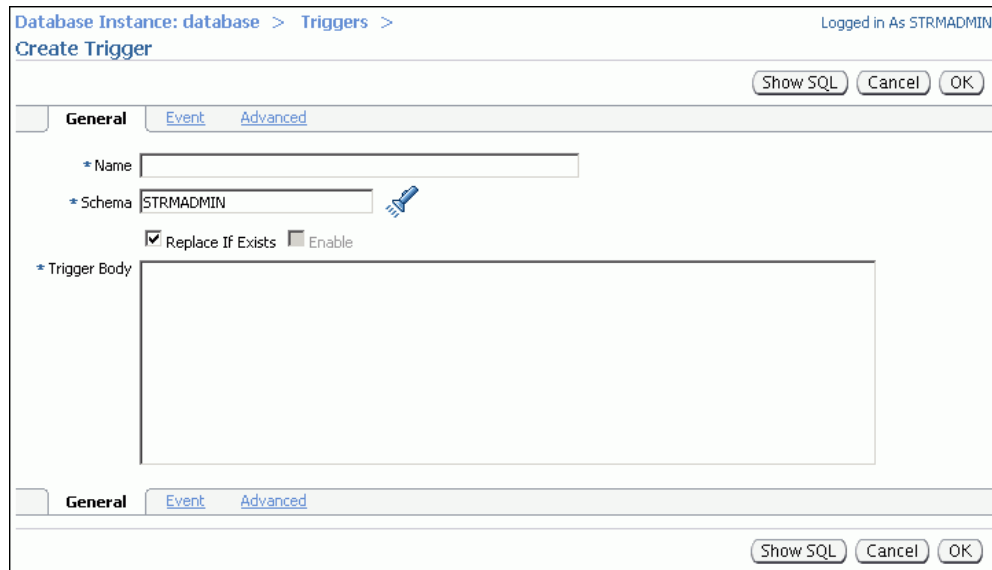 Database Instance: database > Triggers >
Logged in As STRMADMIN
Create Trigger
Show SQL Cancel OK
General Event Advanced
* Name
* Schema STRMADMIN
Replace If Exists Enable
* Trigger Body
General Event Advanced
Show SQL Cancel OK